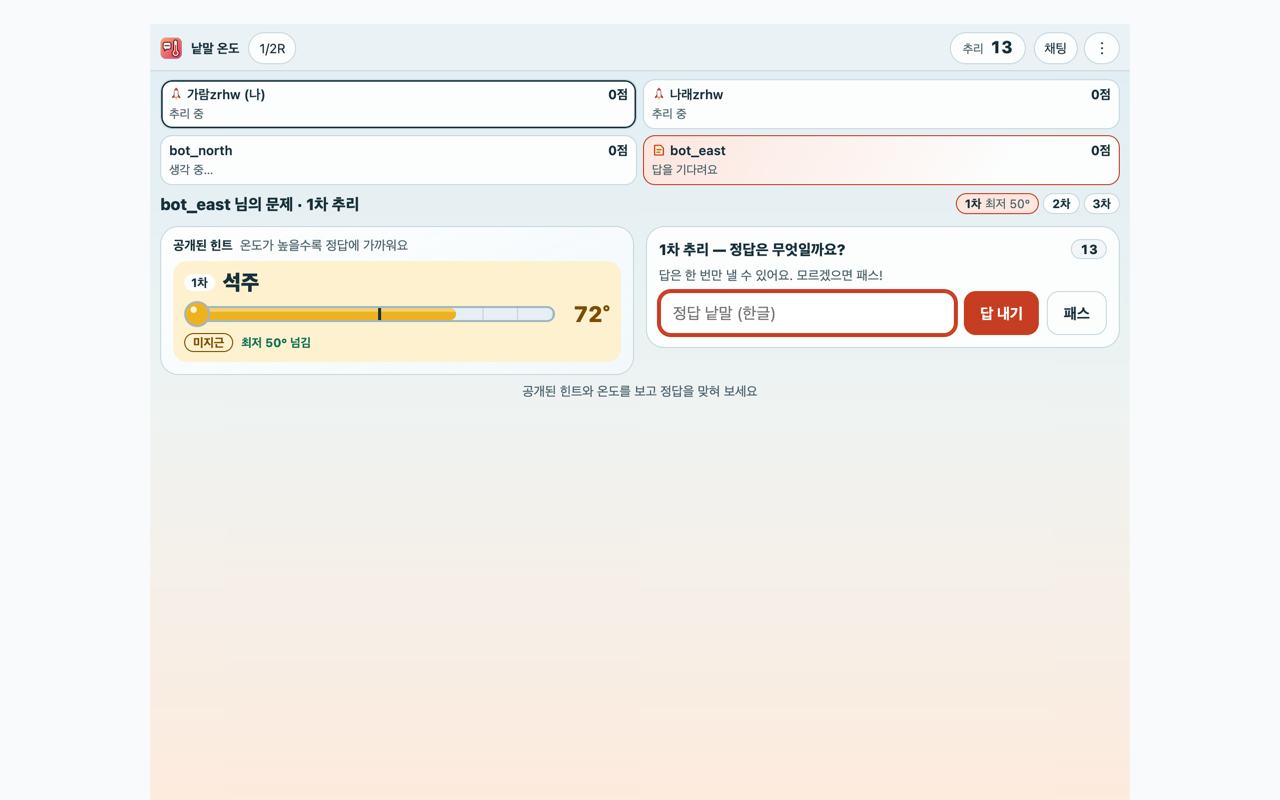 낱말 온도 1/2R 추리 13 채팅
가람zrhw (나) 0점
추리 중
나래zrhw 0점
추리 중
bot_north 0점
생각 중...
bot_east 0점
답을 기다려요
bot_east 님의 문제 · 1차 추리 1차 최저 50° 2차 3차
공개된 힌트 온도가 높을수록 정답에 가까워요
1차 석주
72°
미지근 최저 50° 넘김
1차 추리 — 정답은 무엇일까요? 13
답은 한 번만 낼 수 있어요. 모르겠으면 패스!
정답 낱말 (한글) 답 내기 패스
공개된 힌트와 온도를 보고 정답을 맞혀 보세요